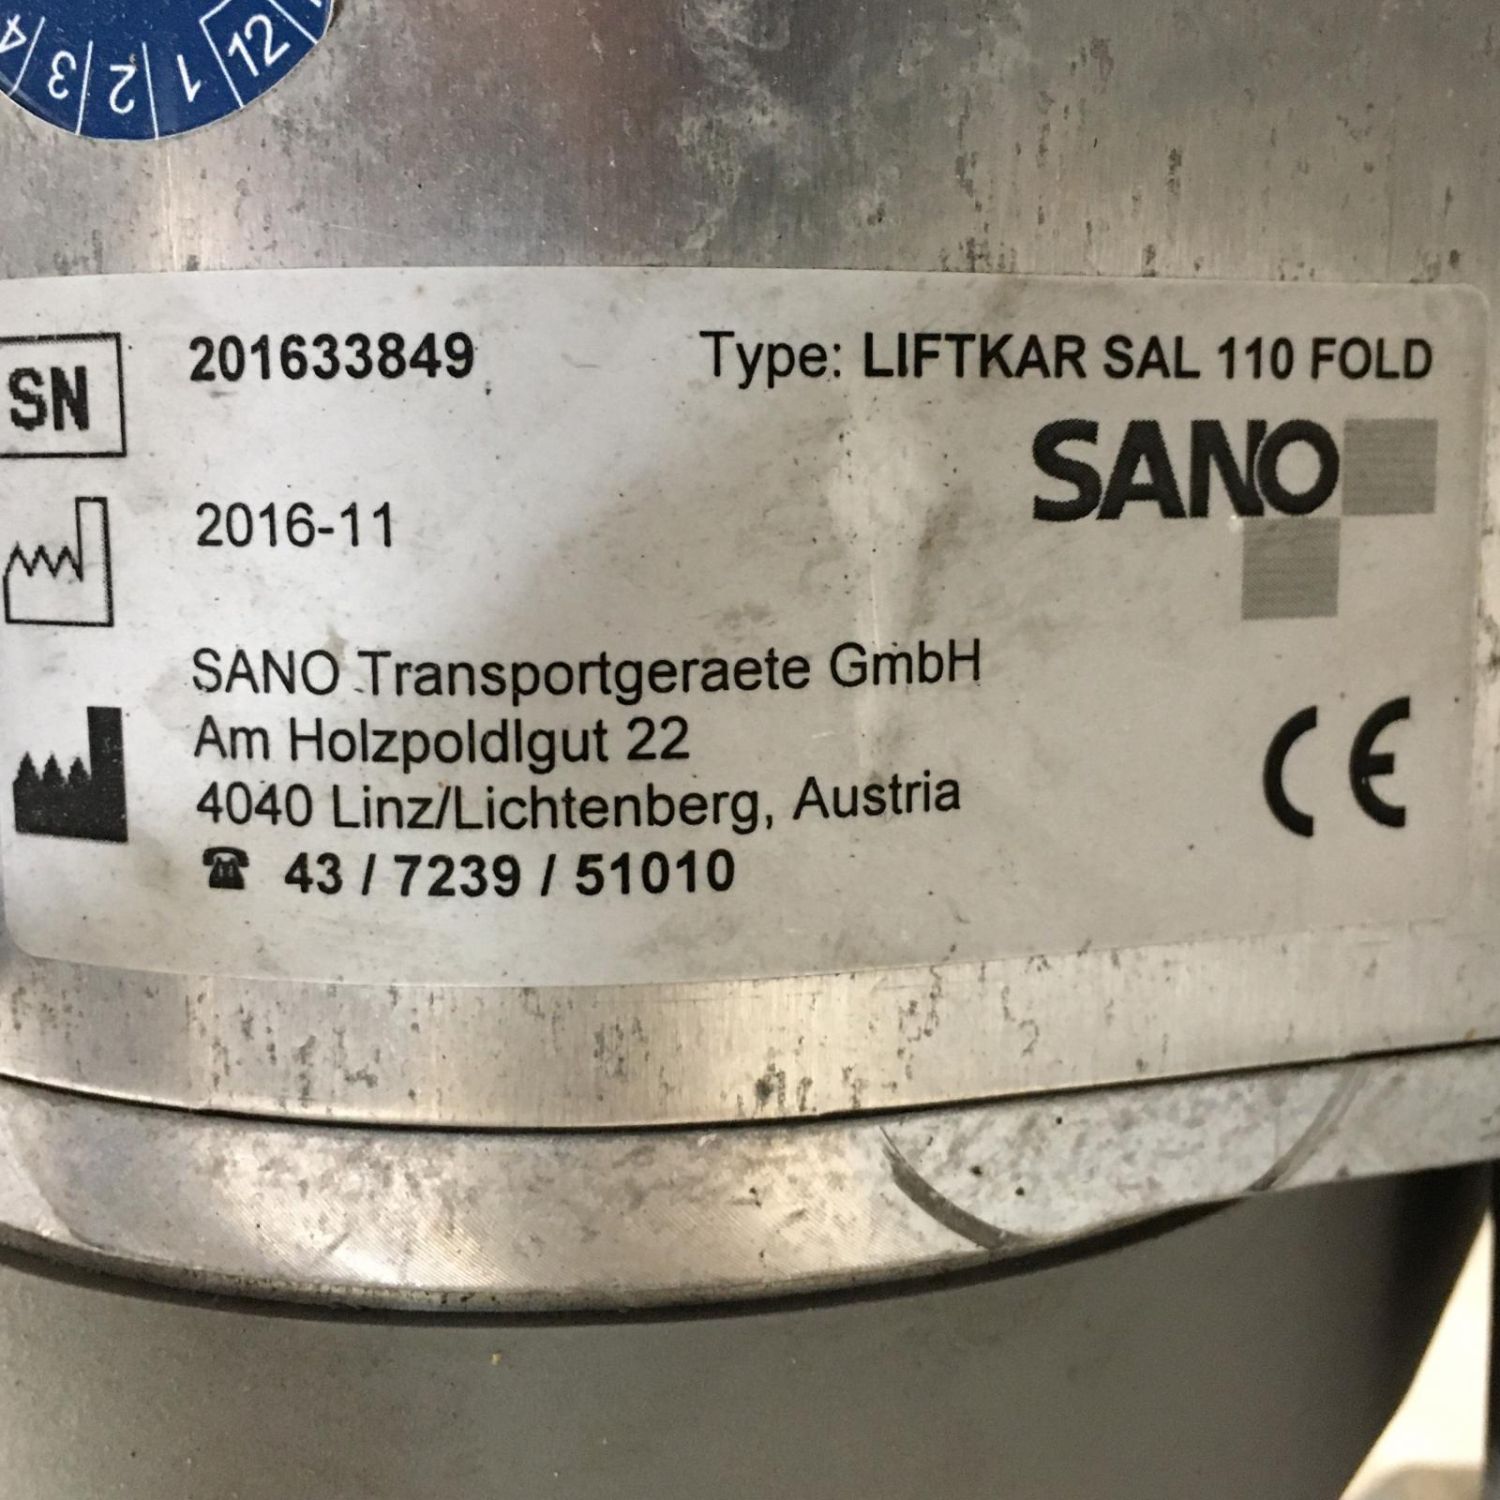 4 3 2 1 12
SN 201633849 Type: LIFTKAR SAL 110 FOLD
SANO
2016-11
SANO Transportgeraete GmbH
Am Holzpoldlgut 22
4040 Linz/Lichtenberg, Austria
CE
☎ 43 / 7239 / 51010